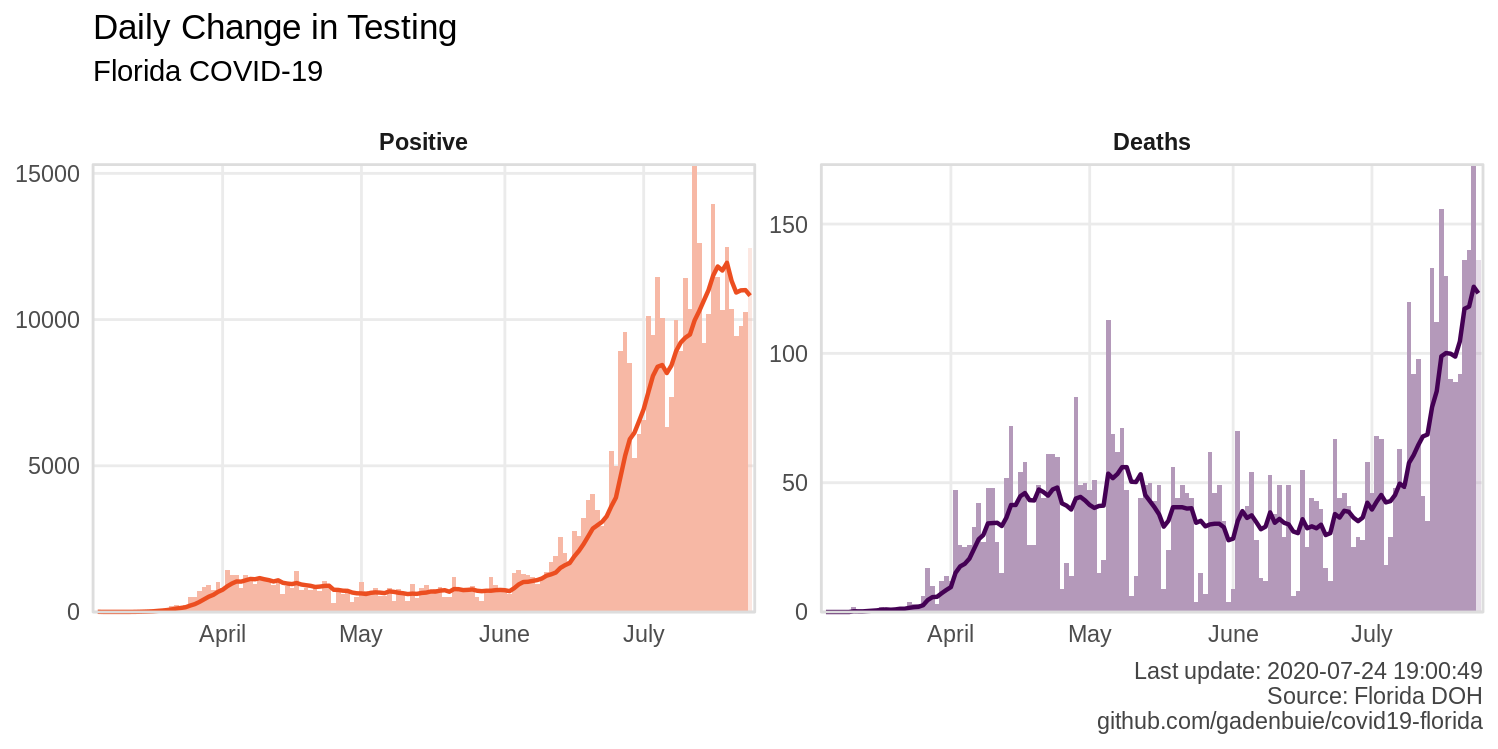 Daily Change in Testing
Florida COVID-19
Positive
15000
10000
5000
0
April May June July
Deaths
150
100
50
0
April May June July
Last update: 2020-07-24 19:00:49
Source: Florida DOH
github.com/gadenbuie/covid19-florida